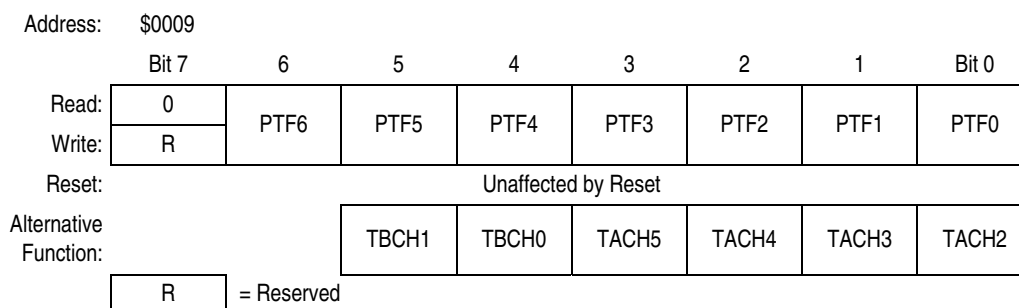 Address: $0009
Bit 7 6 5 4 3 2 1 Bit 0
Read: 0 PTF6 PTF5 PTF4 PTF3 PTF2 PTF1 PTF0
Write: R
Reset: Unaffected by Reset
Alternative
Function: TBCH1 TBCH0 TACH5 TACH4 TACH3 TACH2
R = Reserved